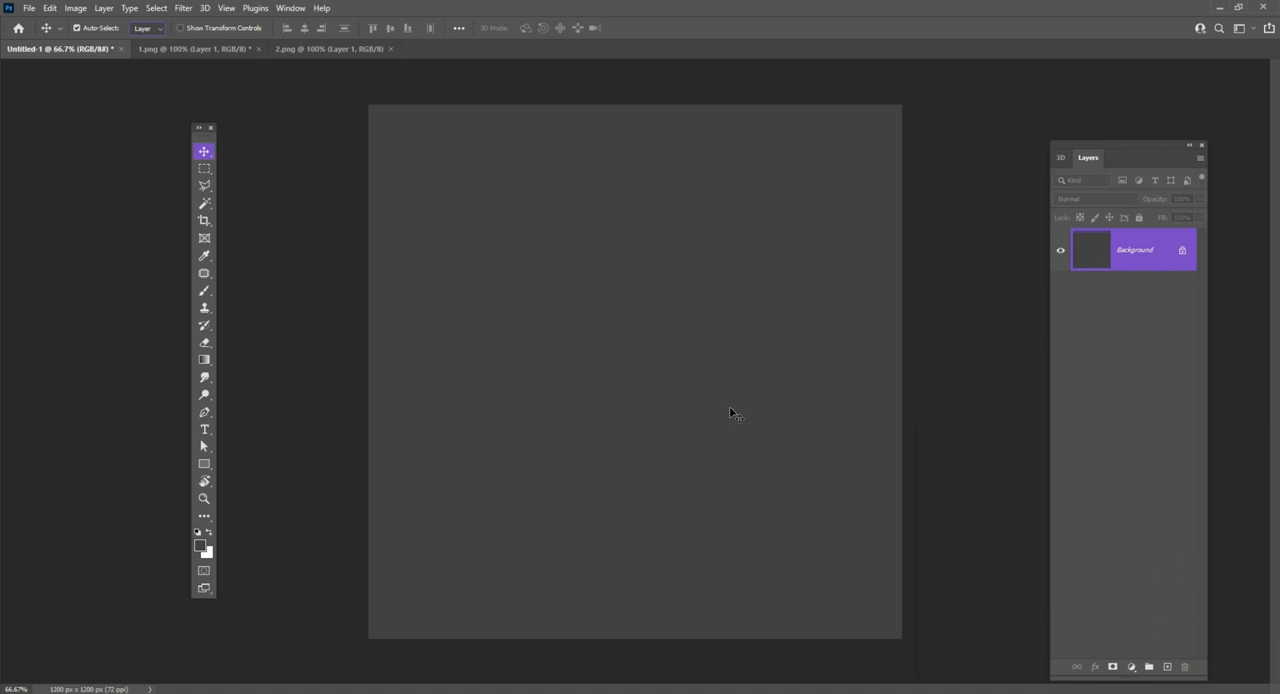 Ps File Edit Image Layer Type Select Filter 3D View Plugins Window Help
Auto-Select: Layer Show Transform Controls 3D Mode:
Untitled-1 @ 66.7% (RGB/8#) * × 1.png @ 100% (Layer 1, RGB/8) * × 2.png @ 100% (Layer 1, RGB/8) ×
3D Layers
Kind
Normal Opacity: 100%
Lock: Fill: 100%
Background
66.67% 1200 px x 1200 px (72 ppi)